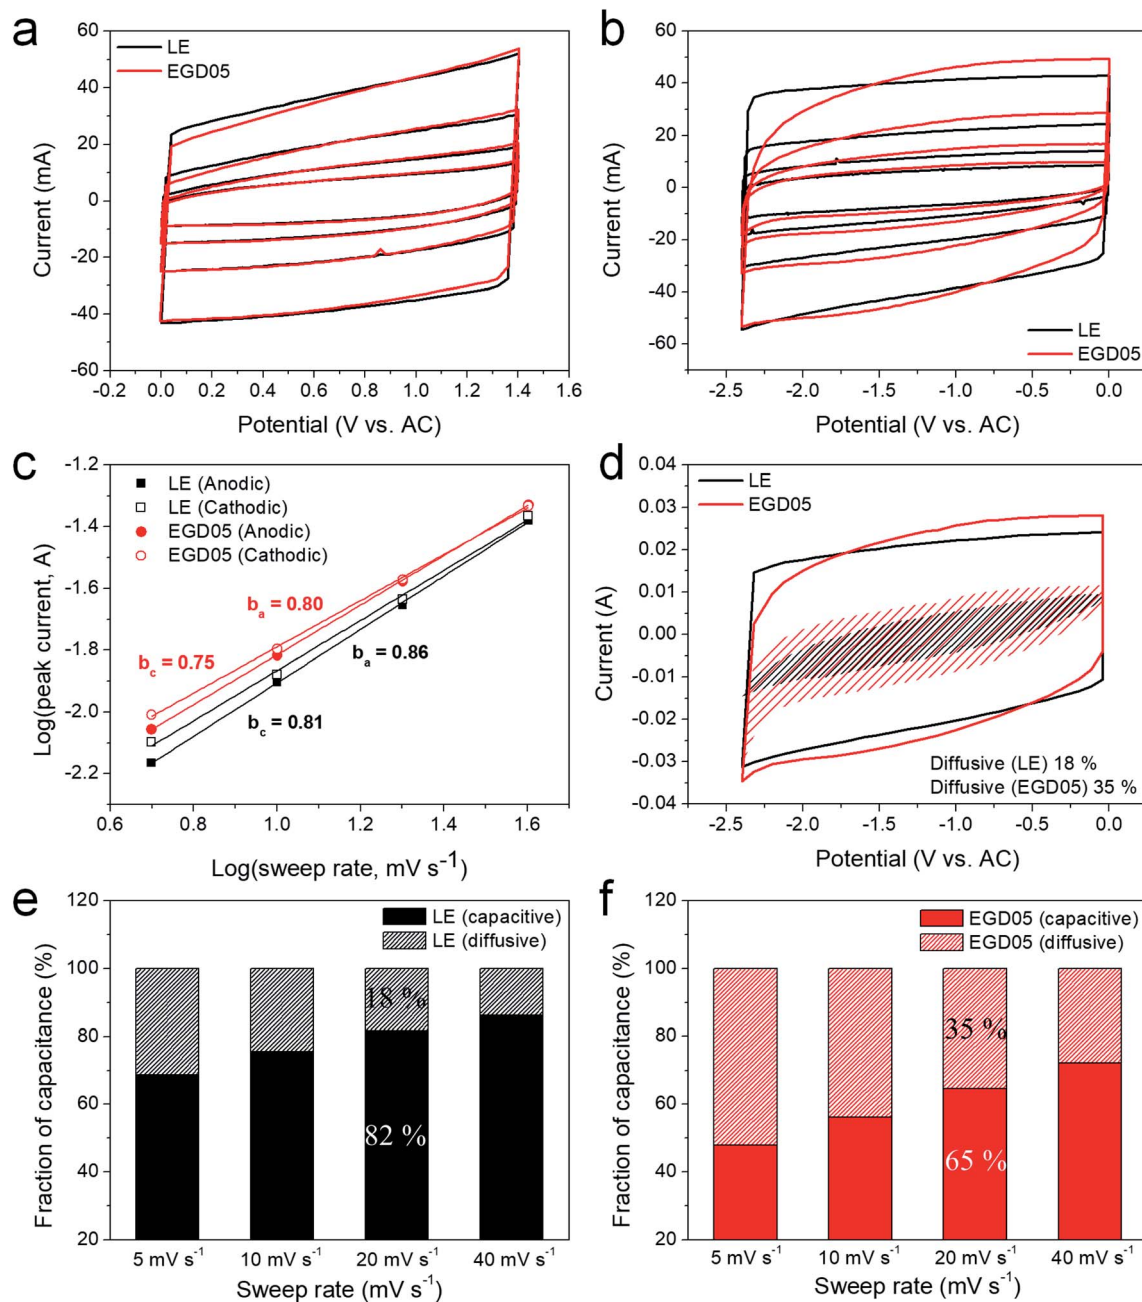 a
60
40
20
0
-20
-40
-60
LE
EGD05
Current (mA)
-0.2 0.0 0.2 0.4 0.6 0.8 1.0 1.2 1.4 1.6
Potential (V vs. AC)
b
60
40
20
0
-20
-40
-60
LE
EGD05
Current (mA)
-2.5 -2.0 -1.5 -1.0 -0.5 0.0
Potential (V vs. AC)
c
-1.2
-1.4
-1.6
-1.8
-2.0
-2.2
LE (Anodic)
LE (Cathodic)
EGD05 (Anodic)
EGD05 (Cathodic)
b_a = 0.80
b_c = 0.75
b_a = 0.86
b_c = 0.81
Log(peak current, A)
0.6 0.8 1.0 1.2 1.4 1.6
Log(sweep rate, mV s⁻¹)
d
0.04
0.03
0.02
0.01
0.00
-0.01
-0.02
-0.03
-0.04
LE
EGD05
Current (A)
Diffusive (LE) 18 %
Diffusive (EGD05) 35 %
-2.5 -2.0 -1.5 -1.0 -0.5 0.0
Potential (V vs. AC)
e
120
100
80
60
40
20
LE (capacitive)
LE (diffusive)
18 %
82 %
Fraction of capacitance (%)
5 mV s⁻¹ 10 mV s⁻¹ 20 mV s⁻¹ 40 mV s⁻¹
Sweep rate (mV s⁻¹)
f
120
100
80
60
40
20
EGD05 (capacitive)
EGD05 (diffusive)
35 %
65 %
Fraction of capacitance (%)
5 mV s⁻¹ 10 mV s⁻¹ 20 mV s⁻¹ 40 mV s⁻¹
Sweep rate (mV s⁻¹)